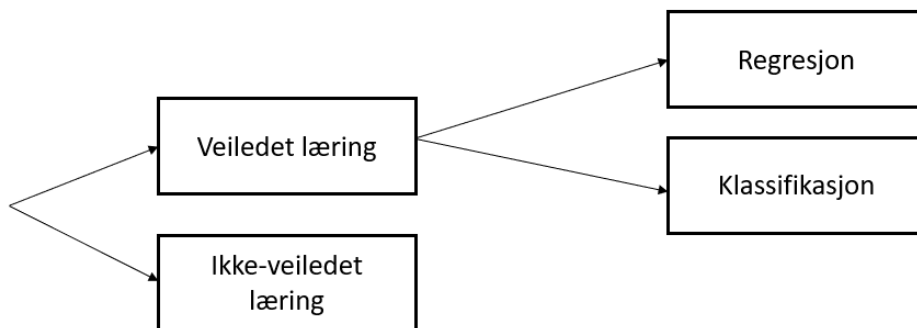 Regresjon
Veiledet læring
Klassifikasjon
Ikke-veiledet
læring